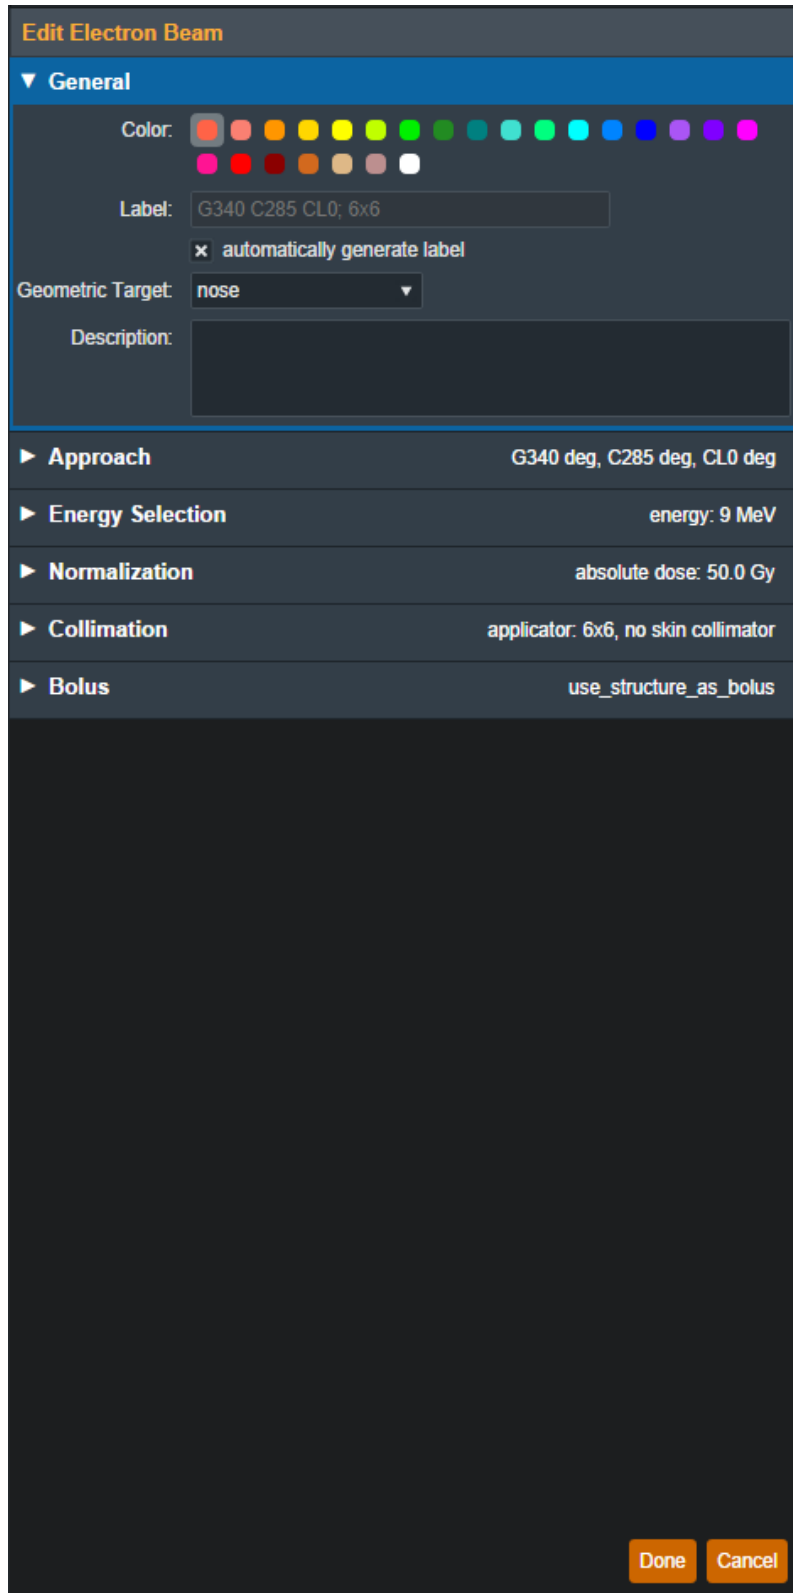 Edit Electron Beam
General
Color:
Label: G340 C285 CL0; 6x6
automatically generate label
Geometric Target: nose
Description:
Approach G340 deg, C285 deg, CL0 deg
Energy Selection energy: 9 MeV
Normalization absolute dose: 50.0 Gy
Collimation applicator: 6x6, no skin collimator
Bolus use_structure_as_bolus
Done Cancel